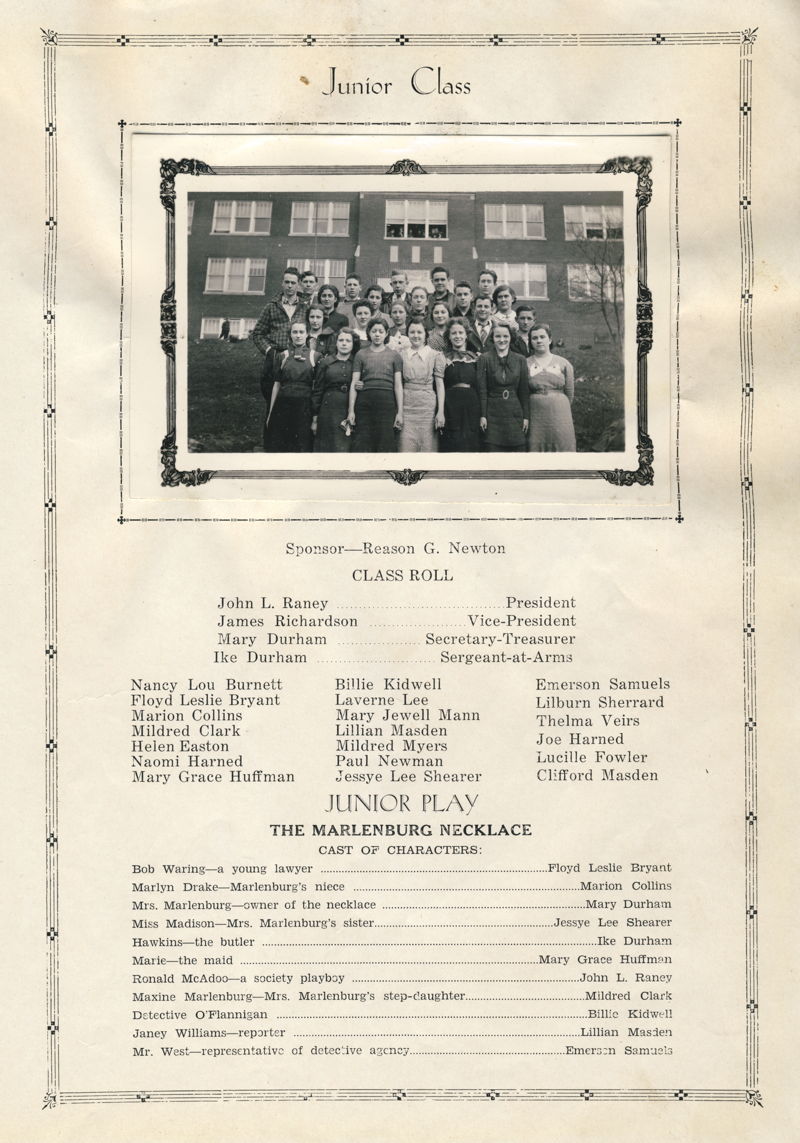 Junior Class
Sponsor—Reason G. Newton
CLASS ROLL
John L. Raney ........................ President
James Richardson ........................ Vice-President
Mary Durham ........................ Secretary-Treasurer
Ike Durham ........................ Sergeant-at-Arms
Nancy Lou Burnett
Floyd Leslie Bryant
Marion Collins
Mildred Clark
Helen Easton
Naomi Harned
Mary Grace Huffman
Billie Kidwell
Laverne Lee
Mary Jewell Mann
Lillian Masden
Mildred Myers
Paul Newman
Jessye Lee Shearer
Emerson Samuels
Lilburn Sherrard
Thelma Veirs
Joe Harned
Lucille Fowler
Clifford Masden
JUNIOR PLAY
THE MARLENBURG NECKLACE
CAST OF CHARACTERS:
Bob Waring—a young lawyer ........................ Floyd Leslie Bryant
Marlyn Drake—Marlenburg's niece ........................ Marion Collins
Mrs. Marlenburg—owner of the necklace ........................ Mary Durham
Miss Madison—Mrs. Marlenburg's sister ........................ Jessye Lee Shearer
Hawkins—the butler ........................ Ike Durham
Marie—the maid ........................ Mary Grace Huffman
Ronald McAdoo—a society playboy ........................ John L. Raney
Maxine Marlenburg—Mrs. Marlenburg's step-daughter ........................ Mildred Clark
Detective O'Flannigan ........................ Billie Kidwell
Janey Williams—reporter ........................ Lillian Masden
Mr. West—representative of detective agency ........................ Emerson Samuels